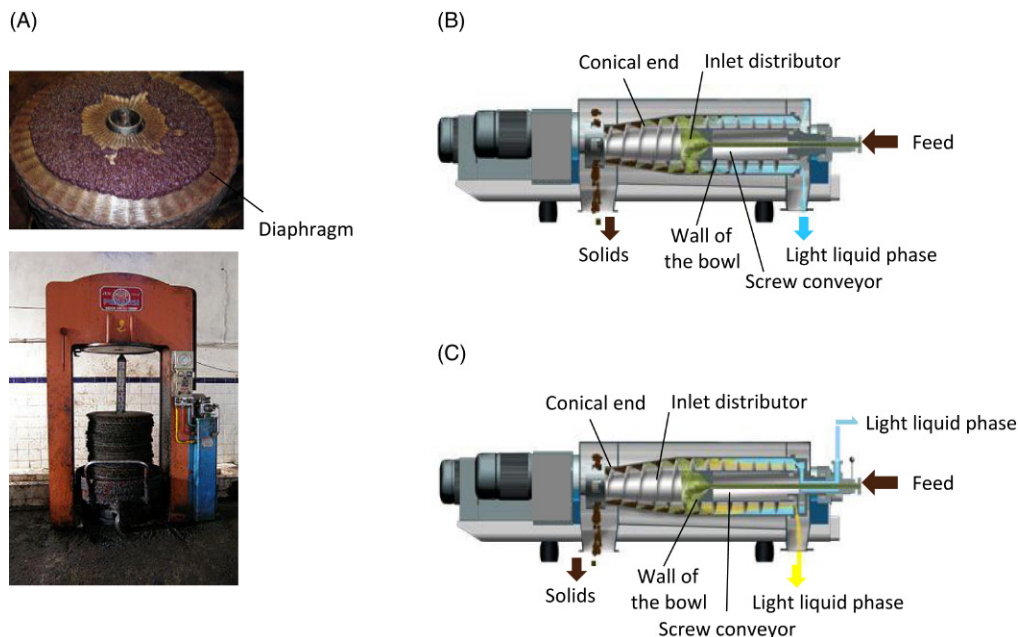 (A)
Diaphragm
(B)
Conical end
Inlet distributor
Feed
Solids
Wall of
the bowl
Light liquid phase
Screw conveyor
(C)
Conical end
Inlet distributor
Light liquid phase
Feed
Solids
Wall of
the bowl
Light liquid phase
Screw conveyor